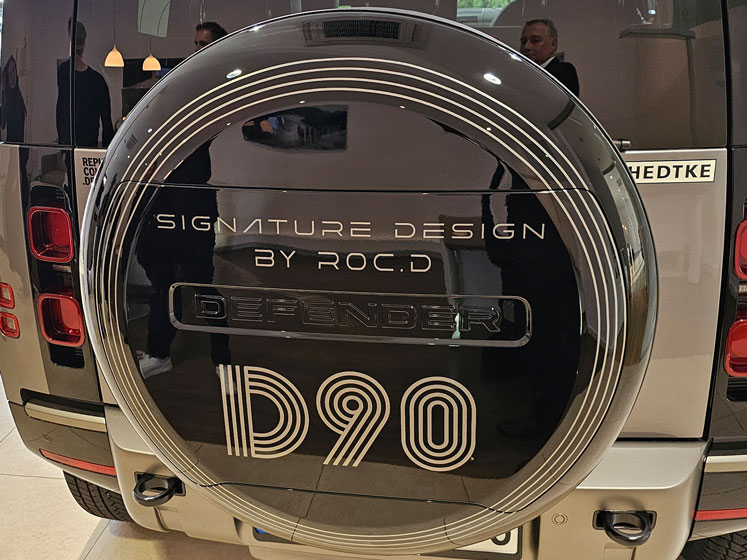 SIGNATURE DESIGN
BY ROC.D
DEFENDER
D90
HEDTKE